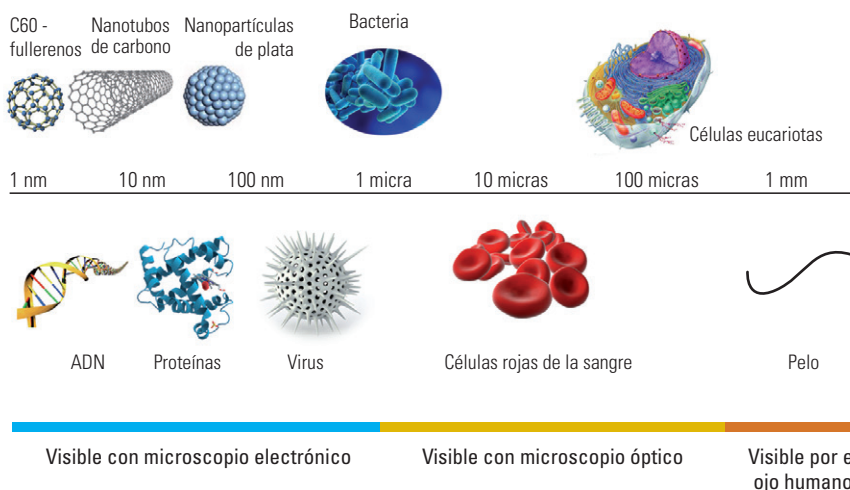 C60 -
fullerenos
Nanotubos
de carbono
Nanopartículas
de plata
Bacteria
Células eucariotas
1 nm 10 nm 100 nm 1 micra 10 micras 100 micras 1 mm
ADN Proteínas Virus Células rojas de la sangre Pelo
Visible con microscopio electrónico Visible con microscopio óptico Visible por e
ojo humano